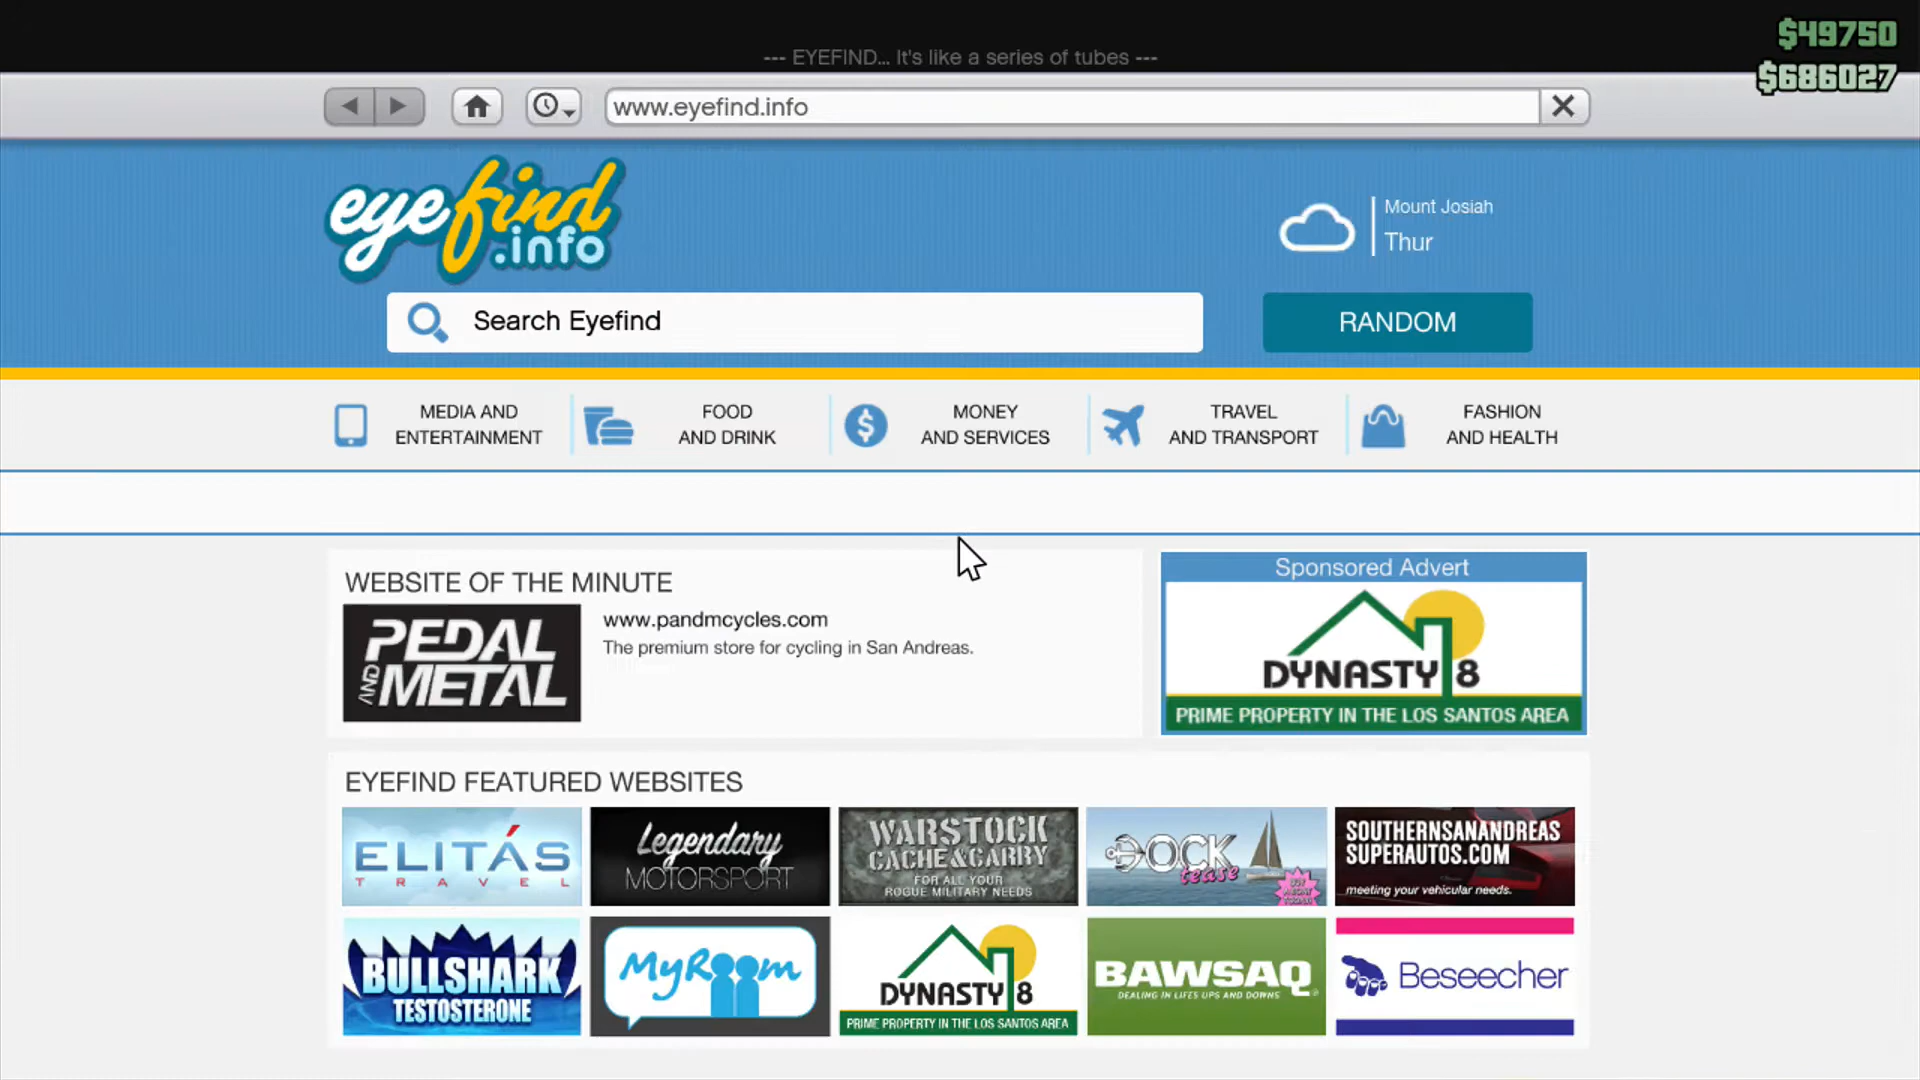 $49750
--- EYEFIND... It's like a series of tubes ---
$686027
www.eyefind.info
eyefind
.info
Mount Josiah
Thur
Search Eyefind
RANDOM
MEDIA AND
ENTERTAINMENT
FOOD
AND DRINK
MONEY
AND SERVICES
TRAVEL
AND TRANSPORT
FASHION
AND HEALTH
WEBSITE OF THE MINUTE
PEDAL
AND
METAL
www.pandmcycles.com
The premium store for cycling in San Andreas.
Sponsored Advert
DYNASTY 8
PRIME PROPERTY IN THE LOS SANTOS AREA
EYEFIND FEATURED WEBSITES
ELITÁS
TRAVEL
Legendary
MOTORSPORT
WARSTOCK
CACHE&CARRY
FOR ALL YOUR
ROGUE MILITARY NEEDS
DOCK
tease
SOUTHERNSANANDREAS
SUPERAUTOS.COM
meeting your vehicular needs.
BULLSHARK
TESTOSTERONE
MyRoom
DYNASTY 8
PRIME PROPERTY IN THE LOS SANTOS AREA
BAWSAQ
DEALING IN LIFE'S UPS AND DOWNS
Beseecher